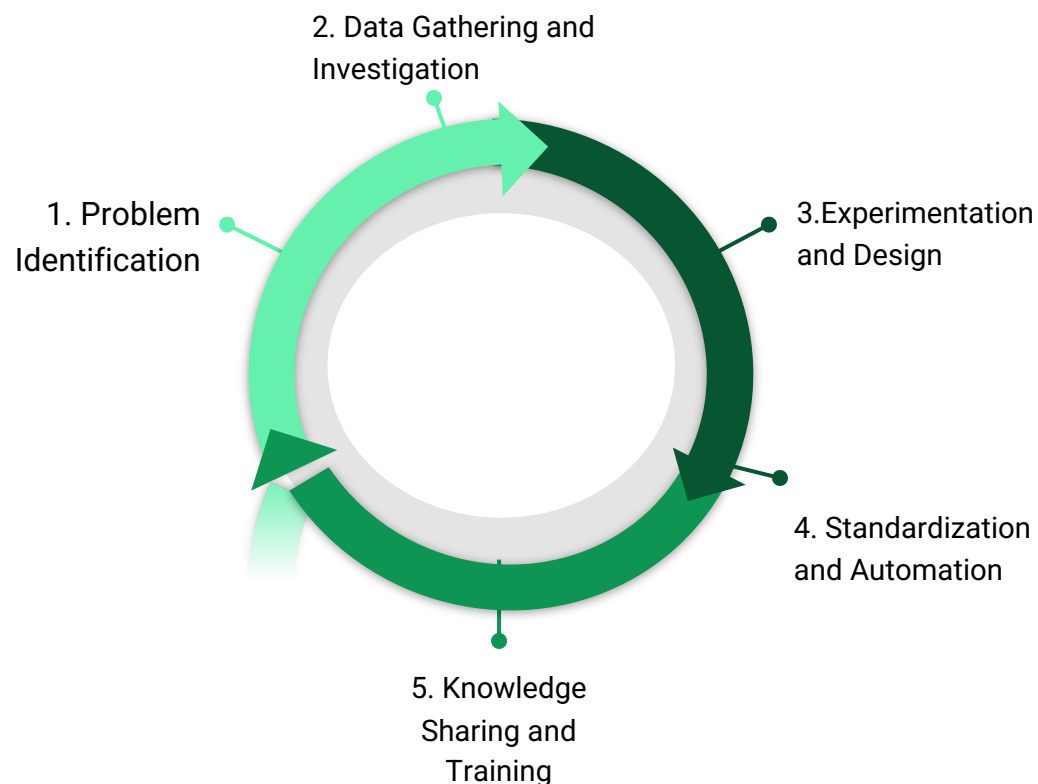 1. Problem
Identification
2. Data Gathering and
Investigation
3.Experimentation
and Design
4. Standardization
and Automation
5. Knowledge
Sharing and
Training